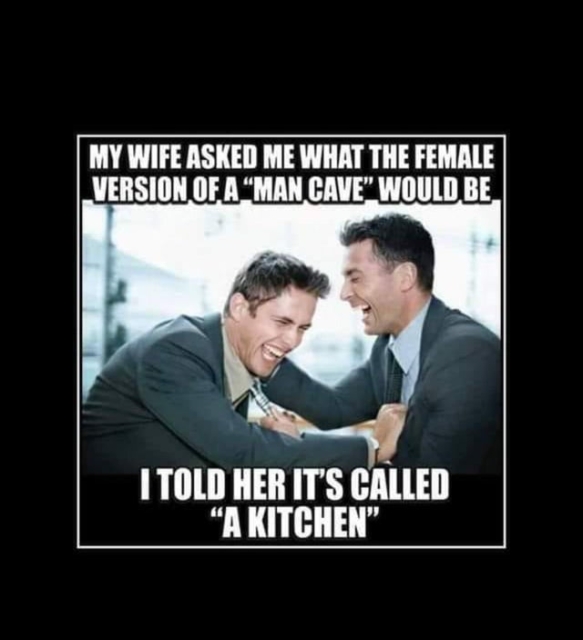 MY WIFE ASKED ME WHAT THE FEMALE
VERSION OF A “MAN CAVE” WOULD BE
I TOLD HER IT’S CALLED
“A KITCHEN”